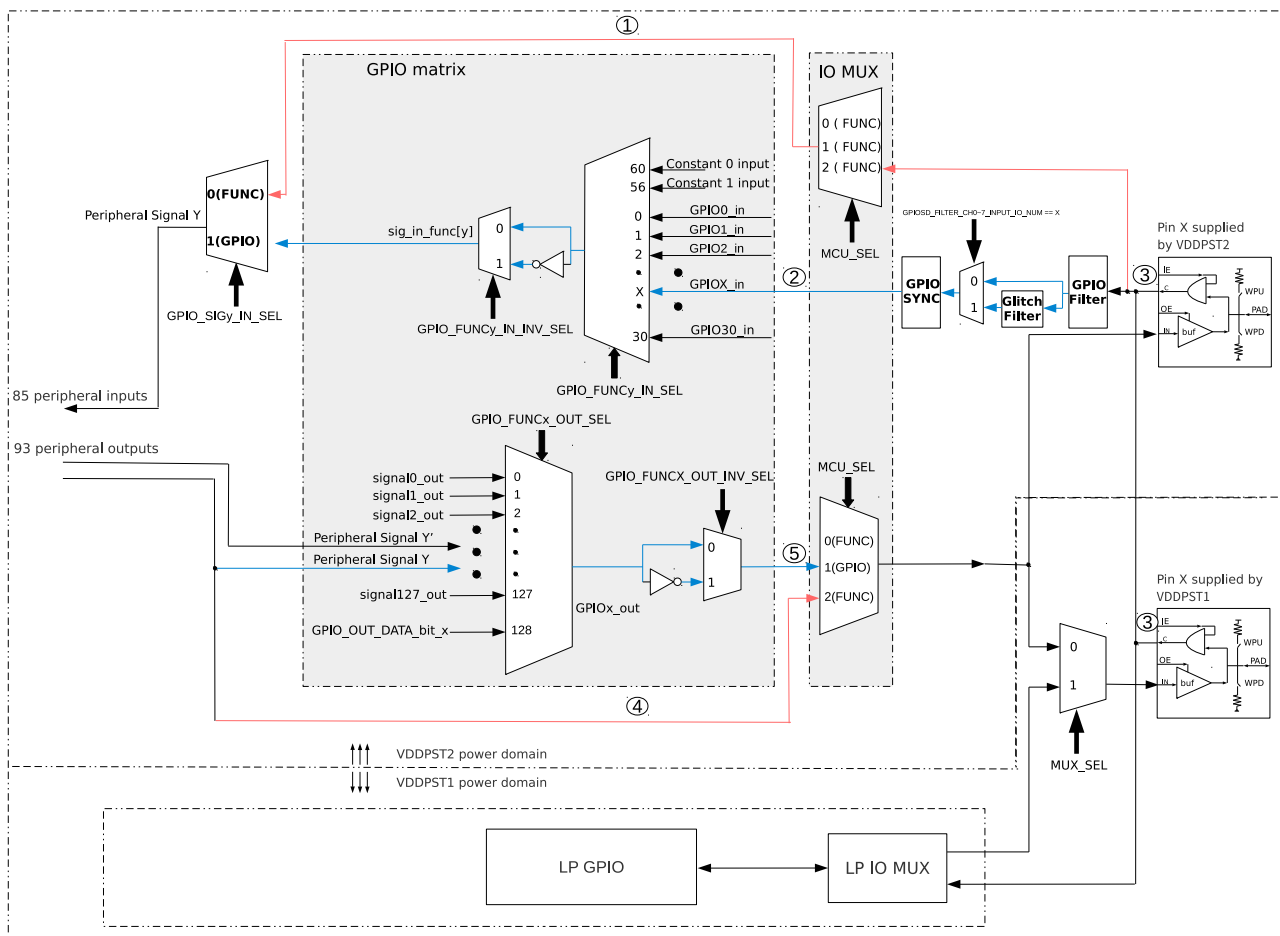 ①
GPIO matrix
IO MUX
0 ( FUNC)
1 ( FUNC)
2 ( FUNC)
MCU_SEL
60
56
0
1
2
X
30
Constant 0 input
Constant 1 input
GPIO0_in
GPIO1_in
GPIO2_in
GPIOX_in
GPIO30_in
②
0(FUNC)
1(GPIO)
Peripheral Signal Y
GPIO_SIGy_IN_SEL
sig_in_func[y]
0
1
GPIO_FUNCy_IN_INV_SEL
GPIO_FUNCy_IN_SEL
GPIOSD_FILTER_CH0~7_INPUT_IO_NUM == X
GPIO
SYNC
0
1
Glitch
Filter
GPIO
Filter
Pin X supplied
by VDDPST2
③
IE
C
OE
IN
buf
WPU
PAD
WPD
85 peripheral inputs
93 peripheral outputs
GPIO_FUNCx_OUT_SEL
signal0_out
signal1_out
signal2_out
Peripheral Signal Y'
Peripheral Signal Y
signal127_out
GPIO_OUT_DATA_bit_x
0
1
2
127
128
GPIOx_out
GPIO_FUNCX_OUT_INV_SEL
0
1
⑤
MCU_SEL
0(FUNC)
1(GPIO)
2(FUNC)
④
Pin X supplied by
VDDPST1
③
IE
C
OE
IN
buf
WPU
PAD
WPD
0
1
MUX_SEL
VDDPST2 power domain
VDDPST1 power domain
LP GPIO
LP IO MUX